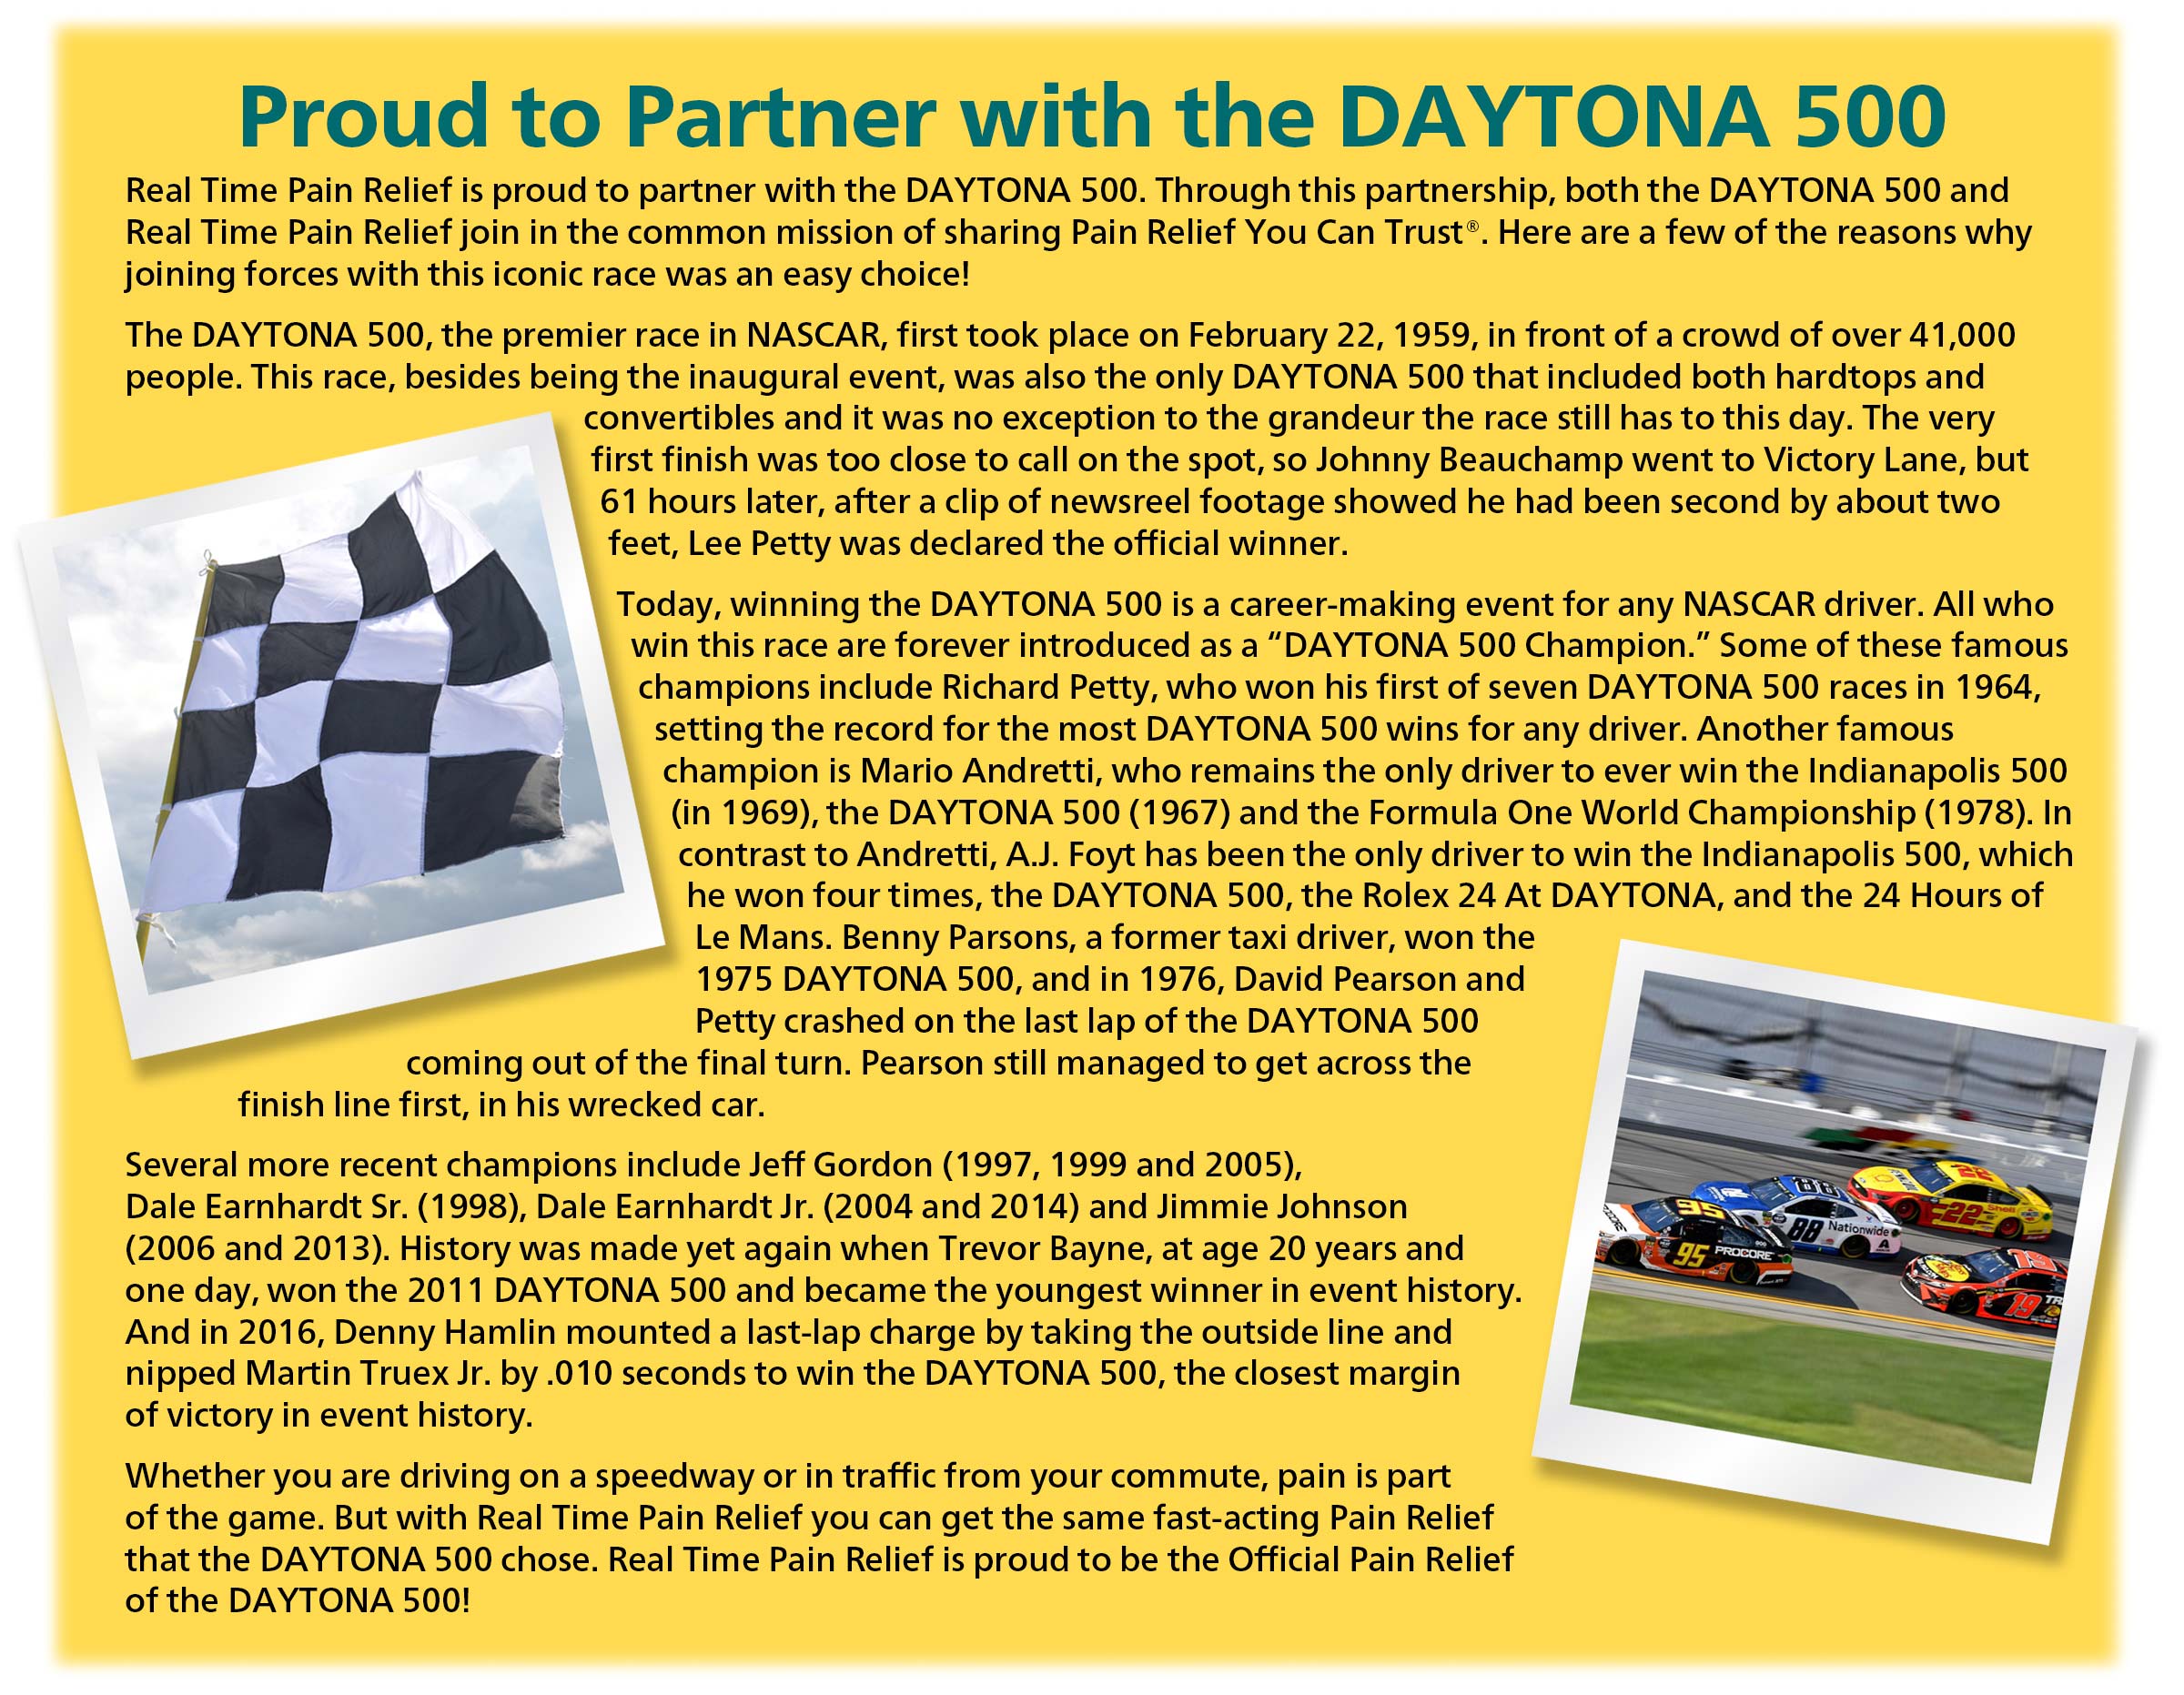 Proud to Partner with the DAYTONA 500
Real Time Pain Relief is proud to partner with the DAYTONA 500. Through this partnership, both the DAYTONA 500 and
Real Time Pain Relief join in the common mission of sharing Pain Relief You Can Trust®. Here are a few of the reasons why
joining forces with this iconic race was an easy choice!
The DAYTONA 500, the premier race in NASCAR, first took place on February 22, 1959, in front of a crowd of over 41,000
people. This race, besides being the inaugural event, was also the only DAYTONA 500 that included both hardtops and
convertibles and it was no exception to the grandeur the race still has to this day. The very
first finish was too close to call on the spot, so Johnny Beauchamp went to Victory Lane, but
61 hours later, after a clip of newsreel footage showed he had been second by about two
feet, Lee Petty was declared the official winner.
Today, winning the DAYTONA 500 is a career-making event for any NASCAR driver. All who
win this race are forever introduced as a “DAYTONA 500 Champion.” Some of these famous
champions include Richard Petty, who won his first of seven DAYTONA 500 races in 1964,
setting the record for the most DAYTONA 500 wins for any driver. Another famous
champion is Mario Andretti, who remains the only driver to ever win the Indianapolis 500
(in 1969), the DAYTONA 500 (1967) and the Formula One World Championship (1978). In
contrast to Andretti, A.J. Foyt has been the only driver to win the Indianapolis 500, which
he won four times, the DAYTONA 500, the Rolex 24 At DAYTONA, and the 24 Hours of
Le Mans. Benny Parsons, a former taxi driver, won the
1975 DAYTONA 500, and in 1976, David Pearson and
Petty crashed on the last lap of the DAYTONA 500
coming out of the final turn. Pearson still managed to get across the
finish line first, in his wrecked car.
Several more recent champions include Jeff Gordon (1997, 1999 and 2005),
Dale Earnhardt Sr. (1998), Dale Earnhardt Jr. (2004 and 2014) and Jimmie Johnson
(2006 and 2013). History was made yet again when Trevor Bayne, at age 20 years and
one day, won the 2011 DAYTONA 500 and became the youngest winner in event history.
And in 2016, Denny Hamlin mounted a last-lap charge by taking the outside line and
nipped Martin Truex Jr. by .010 seconds to win the DAYTONA 500, the closest margin
of victory in event history.
Whether you are driving on a speedway or in traffic from your commute, pain is part
of the game. But with Real Time Pain Relief you can get the same fast-acting Pain Relief
that the DAYTONA 500 chose. Real Time Pain Relief is proud to be the Official Pain Relief
of the DAYTONA 500!
22
22 Shell
88
88 Nationwide
95
95 PROCORE
19
19